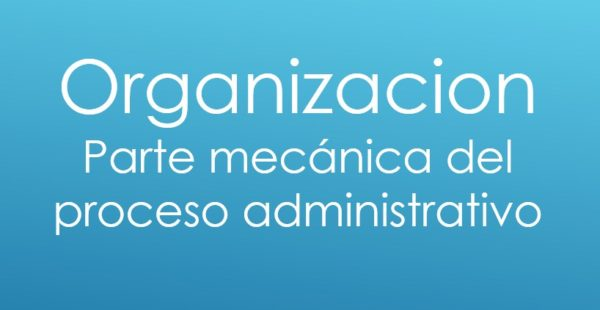 Organizacion
Parte mecánica del
proceso administrativo